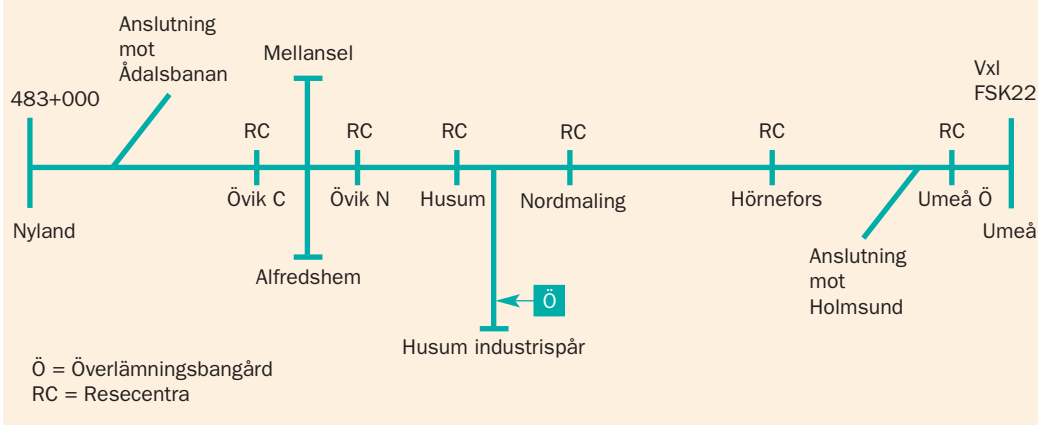 Anslutning
mot
Ådalsbanan
Mellansel
Vxl
FSK22
483+000
RC
RC
RC
RC
RC
RC
Övik C
Övik N
Husum
Nordmaling
Hörnefors
Umeå Ö
Nyland
Umeå
Alfredshem
Anslutning
mot
Holmsund
Ö
Husum industrispår
Ö = Överlämningsbangård
RC = Resecentra